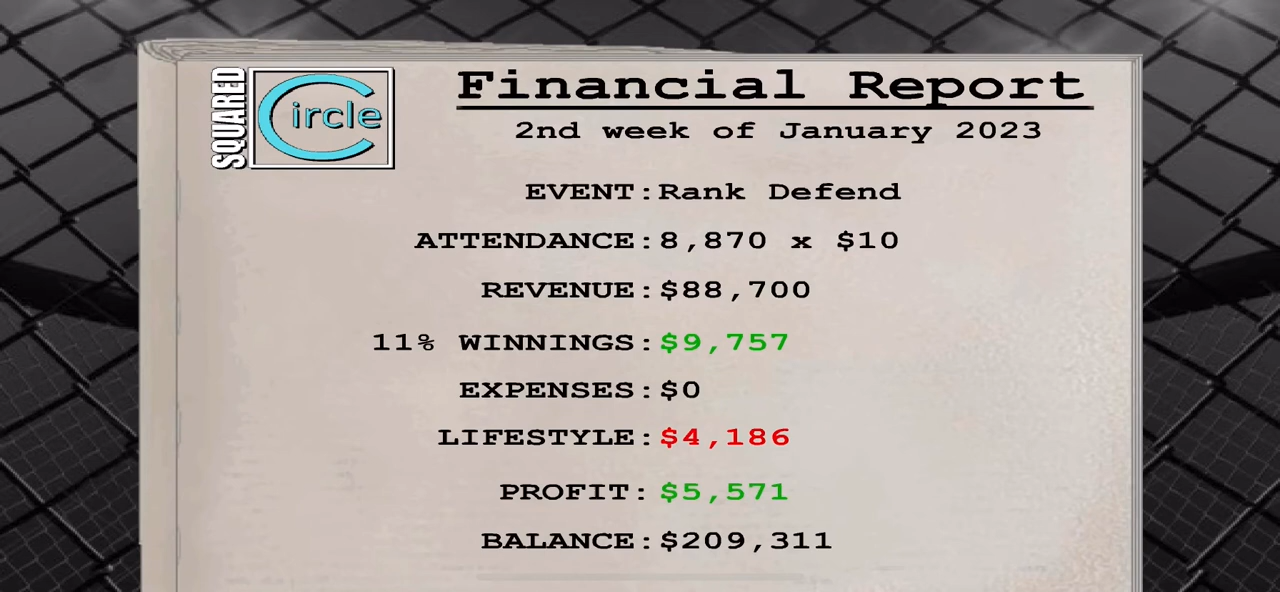 SQUARED
Circle
Financial Report
2nd week of January 2023
EVENT:Rank Defend
ATTENDANCE:8,870 x $10
REVENUE:$88,700
11% WINNINGS:$9,757
EXPENSES:$0
LIFESTYLE:$4,186
PROFIT:$5,571
BALANCE:$209,311